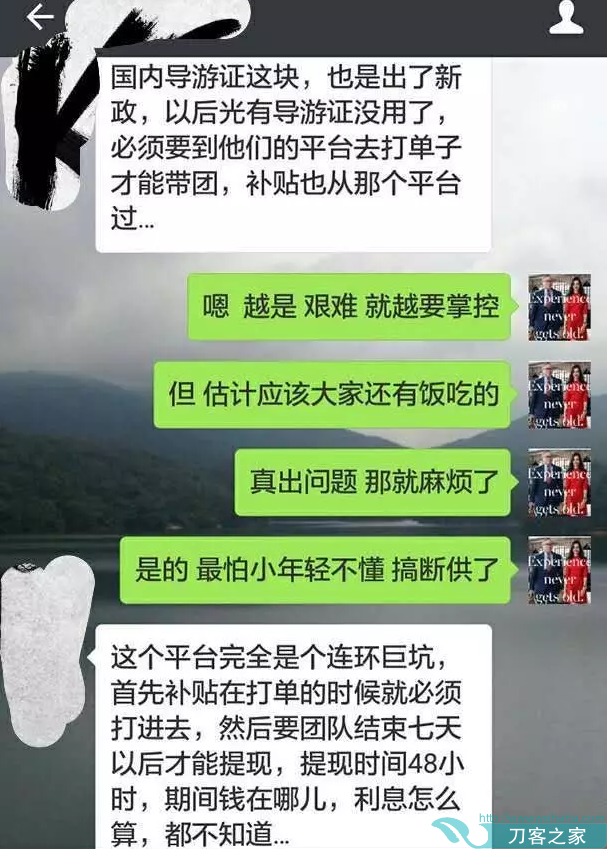 国内导游证这块，也是出了新
政，以后光有导游证没用了，
必须要到他们的平台去打单子
才能带团，补贴也从那个平台
过...
嗯 越是 艰难 就越要掌控
Experience
never
gets old.
但 估计应该大家还有饭吃的
Experience
never
gets old.
真出问题 那就麻烦了
Experience
never
gets old.
是的 最怕小年轻不懂 搞断供了
Experience
never
gets old.
这个平台完全是个连环巨坑，
首先补贴在打单的时候就必须
打进去，然后要团队结束七天
以后才能提现，提现时间48小
时，期间钱在哪儿，利息怎么
算，都不知道...
刀客之家